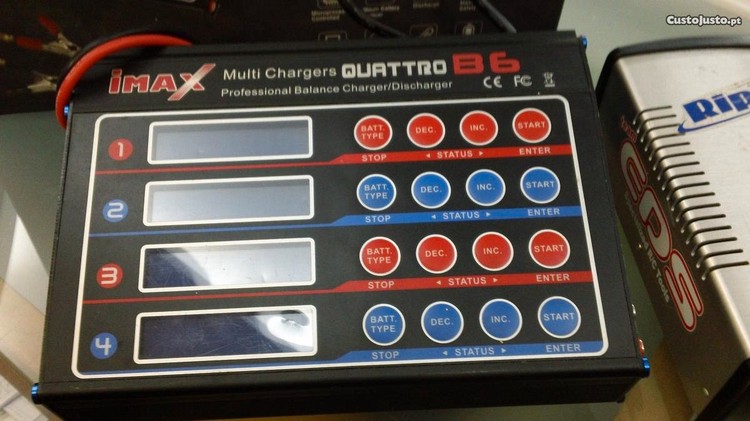 CustoJusto.pt
iMAX Multi Chargers QUATTRO B6
Professional Balance Charger/Discharger CE FC
1 BATT. TYPE DEC. INC. START
STOP ◄ STATUS ► ENTER
2 BATT. TYPE DEC. INC. START
STOP ◄ STATUS ► ENTER
3 BATT. TYPE DEC. INC. START
STOP ◄ STATUS ► ENTER
4 BATT. TYPE DEC. INC. START
STOP ◄ STATUS ► ENTER
EPS